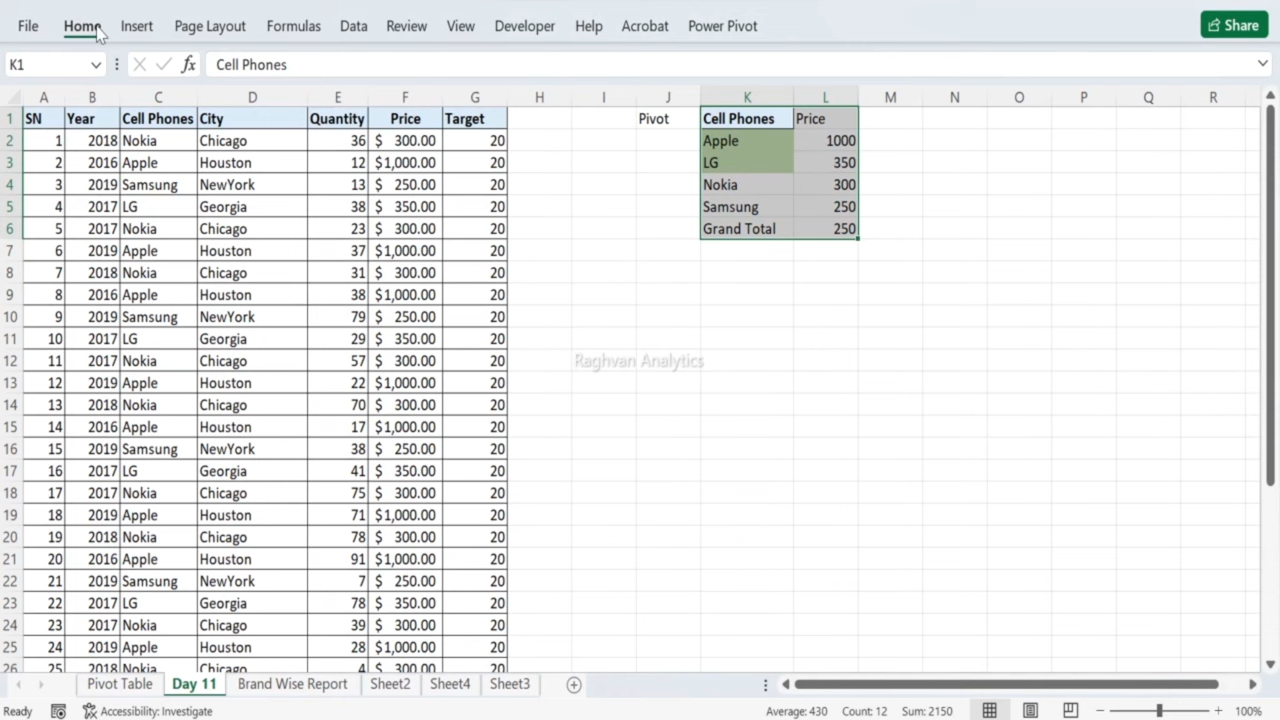 File Home Insert Page Layout Formulas Data Review View Developer Help Acrobat Power Pivot Share
K1 fx Cell Phones
A B C D E F G H I J K L M N O P Q R
1 SN Year Cell Phones City Quantity Price Target Pivot Cell Phones Price
2 1 2018 Nokia Chicago 36 $ 300.00 20 Apple 1000
3 2 2016 Apple Houston 12 $1,000.00 20 LG 350
4 3 2019 Samsung NewYork 13 $ 250.00 20 Nokia 300
5 4 2017 LG Georgia 38 $ 350.00 20 Samsung 250
6 5 2017 Nokia Chicago 23 $ 300.00 20 Grand Total 250
7 6 2019 Apple Houston 37 $1,000.00 20
8 7 2018 Nokia Chicago 31 $ 300.00 20
9 8 2016 Apple Houston 38 $1,000.00 20
10 9 2019 Samsung NewYork 79 $ 250.00 20
11 10 2017 LG Georgia 29 $ 350.00 20
12 11 2017 Nokia Chicago 57 $ 300.00 20 Raghvan Analytics
13 12 2019 Apple Houston 22 $1,000.00 20
14 13 2018 Nokia Chicago 70 $ 300.00 20
15 14 2016 Apple Houston 17 $1,000.00 20
16 15 2019 Samsung NewYork 38 $ 250.00 20
17 16 2017 LG Georgia 41 $ 350.00 20
18 17 2017 Nokia Chicago 75 $ 300.00 20
19 18 2019 Apple Houston 71 $1,000.00 20
20 19 2018 Nokia Chicago 78 $ 300.00 20
21 20 2016 Apple Houston 91 $1,000.00 20
22 21 2019 Samsung NewYork 7 $ 250.00 20
23 22 2017 LG Georgia 78 $ 350.00 20
24 23 2017 Nokia Chicago 39 $ 300.00 20
25 24 2019 Apple Houston 28 $1,000.00 20
26 25 2018 Nokia Chicago 4 $ 300.00 20
Pivot Table Day 11 Brand Wise Report Sheet2 Sheet4 Sheet3
Ready Accessibility: Investigate Average: 430 Count: 12 Sum: 2150 100%